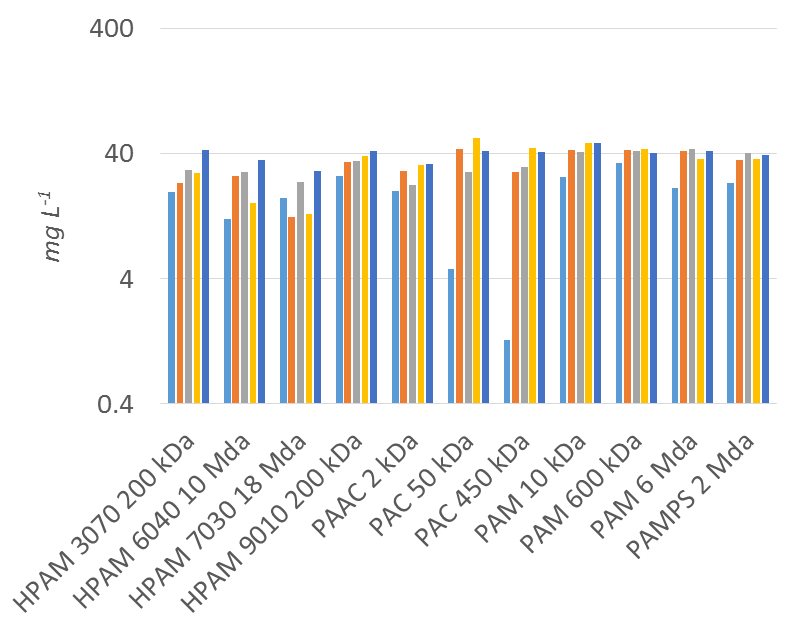 400
40
4
0.4
mg L-1
HPAM 3070 200 kDa
HPAM 6040 10 Mda
HPAM 7030 18 Mda
HPAM 9010 200 kDa
PAAC 2 kDa
PAC 50 kDa
PAC 450 kDa
PAM 10 kDa
PAM 600 kDa
PAM 6 Mda
PAMPS 2 Mda